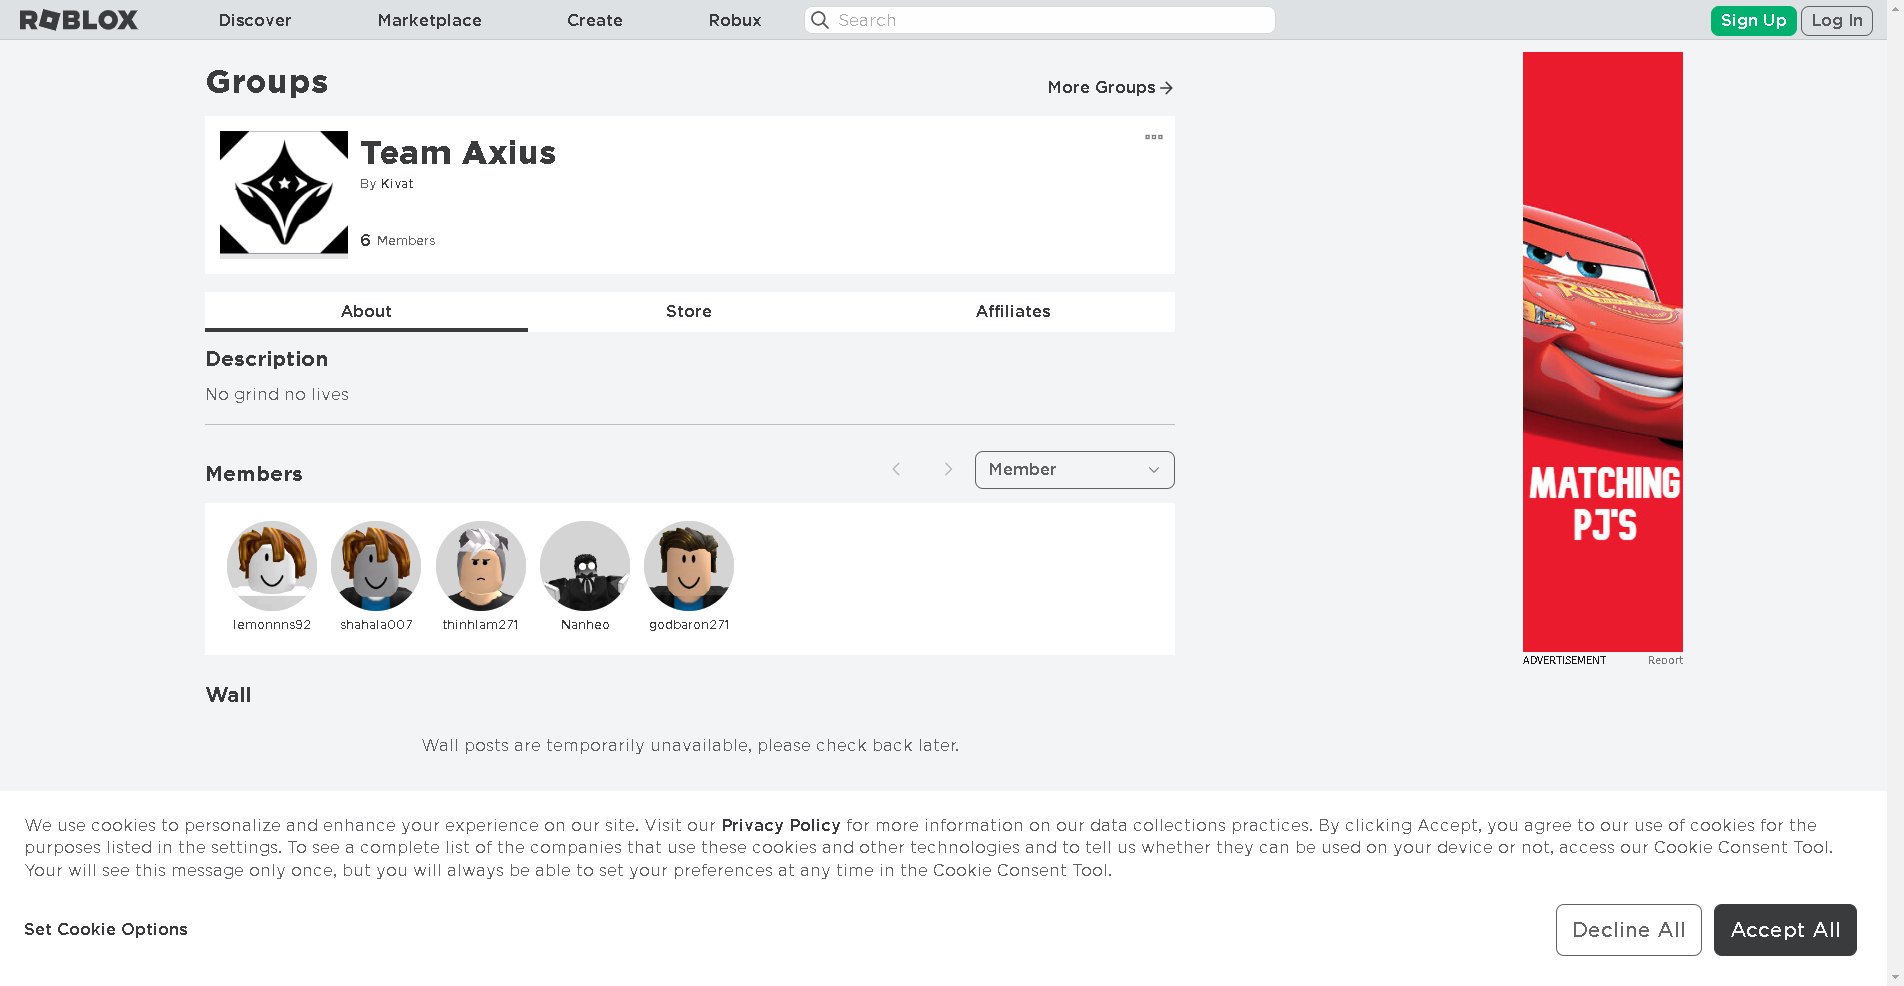 ROBLOX
Discover
Marketplace
Create
Robux
Search
Sign Up
Log In
Groups
More Groups
Team Axius
By Kivat
6 Members
About
Store
Affiliates
Description
No grind no lives
Members
Member
lemonnns92
shahala007
thinhlam271
Nanheo
godbaron271
Wall
Wall posts are temporarily unavailable, please check back later.
MATCHING
PJ'S
ADVERTISEMENT
Report
We use cookies to personalize and enhance your experience on our site. Visit our Privacy Policy for more information on our data collections practices. By clicking Accept, you agree to our use of cookies for the
purposes listed in the settings. To see a complete list of the companies that use these cookies and other technologies and to tell us whether they can be used on your device or not, access our Cookie Consent Tool.
Your will see this message only once, but you will always be able to set your preferences at any time in the Cookie Consent Tool.
Set Cookie Options
Decline All
Accept All